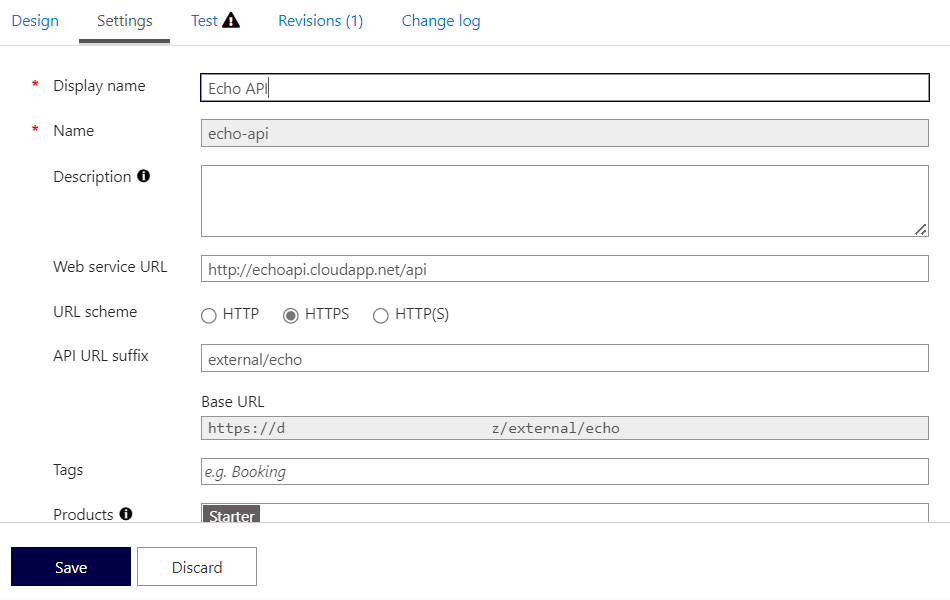 Design Settings Test Revisions (1) Change log
* Display name Echo API
* Name echo-api
Description
Web service URL http://echoapi.cloudapp.net/api
URL scheme HTTP HTTPS HTTP(S)
API URL suffix external/echo
Base URL
https://d z/external/echo
Tags e.g. Booking
Products Starter
Save Discard